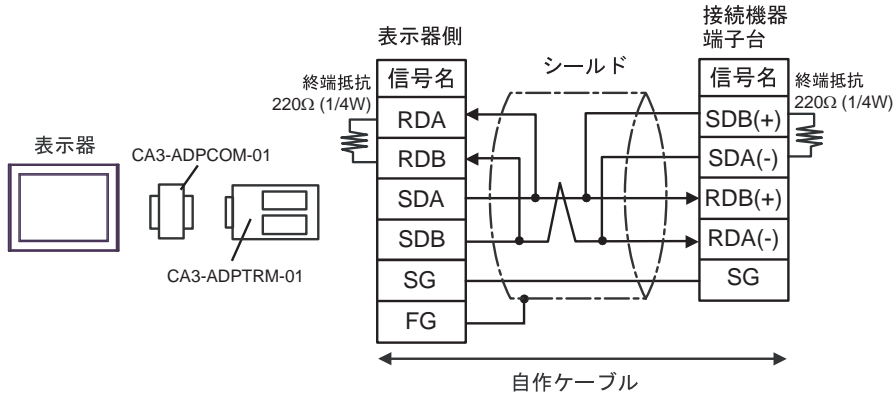 表示器
CA3-ADPCOM-01
CA3-ADPTRM-01
表示器側
信号名
RDA
RDB
SDA
SDB
SG
FG
終端抵抗
220Ω (1/4W)
シールド
接続機器
端子台
信号名
SDB(+)
SDA(-)
RDB(+)
RDA(-)
SG
終端抵抗
220Ω (1/4W)
自作ケーブル